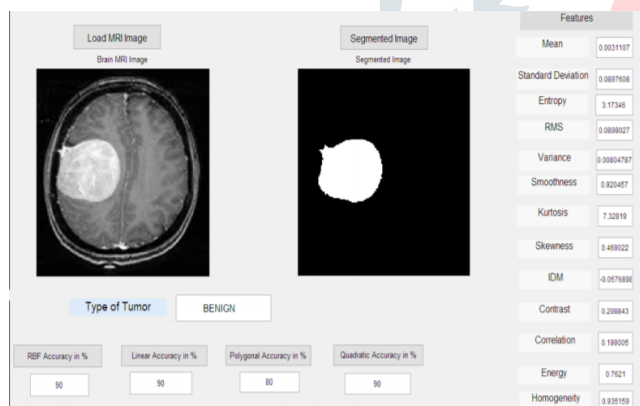 Load MRI Image
Brain MRI Image
Segmented Image
Segmented Image
Type of Tumor BENIGN
RBF Accuracy in % Linear Accuracy in % Polygonal Accuracy in % Quadratic Accuracy in %
90 90 80 90
Features
Mean 0.0031107
Standard Deviation 0.0897608
Entropy 3.17346
RMS 0.0898027
Variance 0.00804787
Smoothness 0.920457
Kurtosis 7.32819
Skewness 0.469022
IDM -0.0576898
Contrast 0.208843
Correlation 0.199005
Energy 0.7621
Homogeneity 0.935159